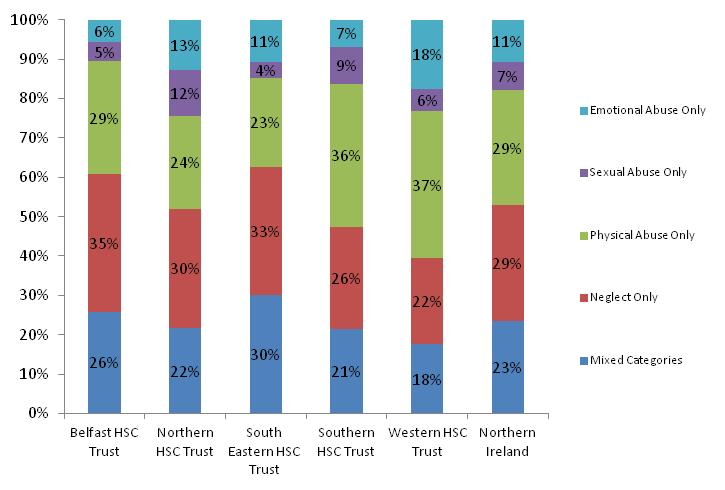 100%
90%
80%
70%
60%
50%
40%
30%
20%
10%
0%
6%
5%
29%
35%
26%
13%
12%
24%
30%
22%
11%
4%
23%
33%
30%
7%
9%
36%
26%
21%
18%
6%
37%
22%
18%
11%
7%
29%
29%
23%
Belfast HSC
Trust
Northern
HSC Trust
South
Eastern HSC
Trust
Southern
HSC Trust
Western HSC
Trust
Northern
Ireland
Emotional Abuse Only
Sexual Abuse Only
Physical Abuse Only
Neglect Only
Mixed Categories